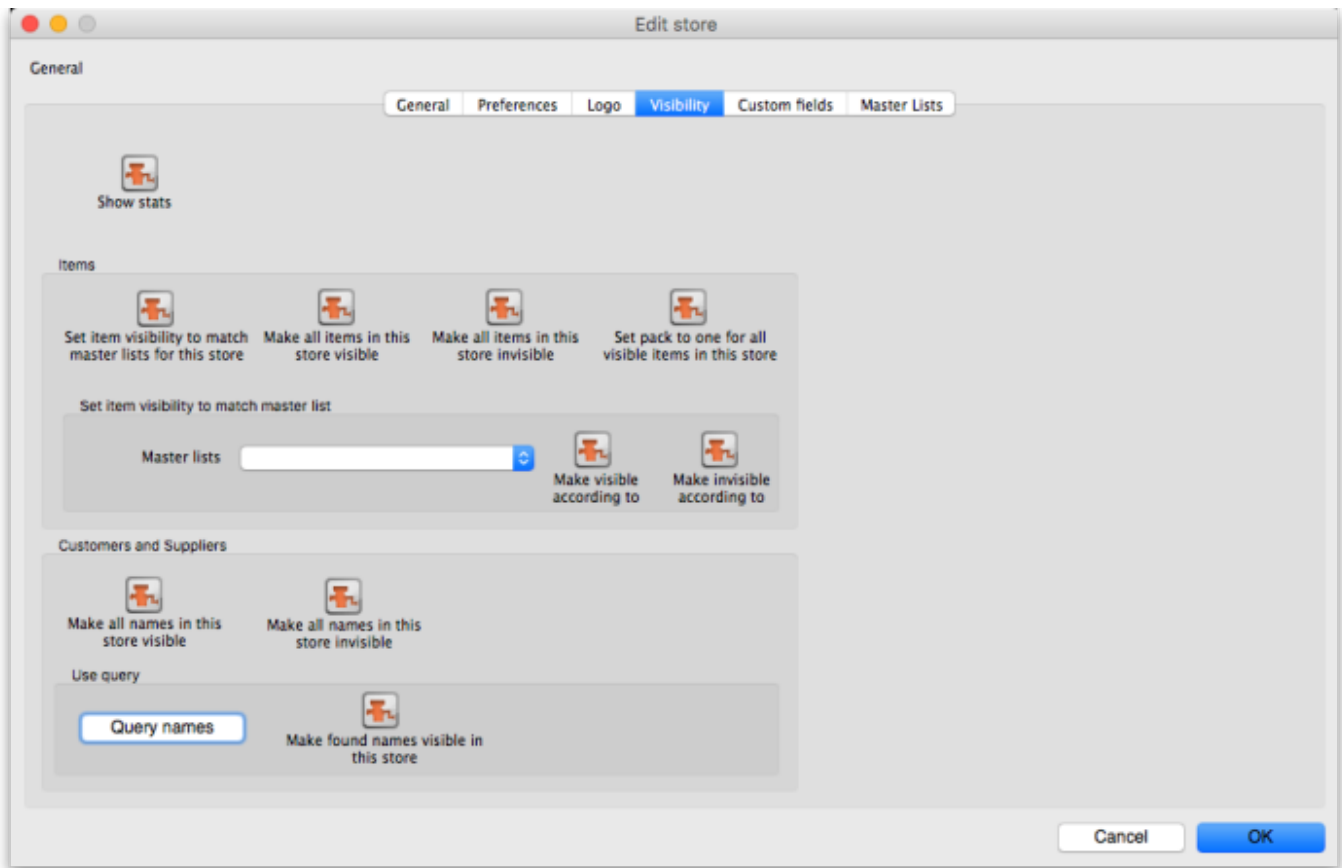 Edit store
General
General Preferences Logo Visibility Custom fields Master Lists
Show stats
Items
Set item visibility to match
master lists for this store
Make all items in this
store visible
Make all items in this
store invisible
Set pack to one for all
visible items in this store
Set item visibility to match master list
Master lists
Make visible
according to
Make invisible
according to
Customers and Suppliers
Make all names in this
store visible
Make all names in this
store invisible
Use query
Query names
Make found names visible in
this store
Cancel OK